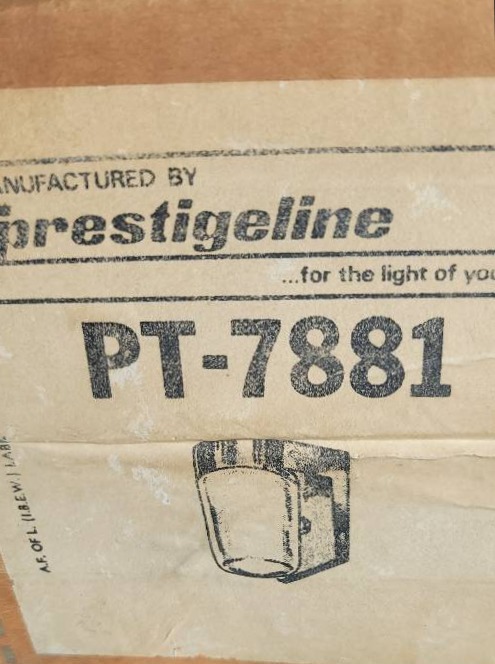 ANUFACTURED BY
prestigeline
...for the light of
PT-7881
A.F. OF L. (I.B.E.W.)